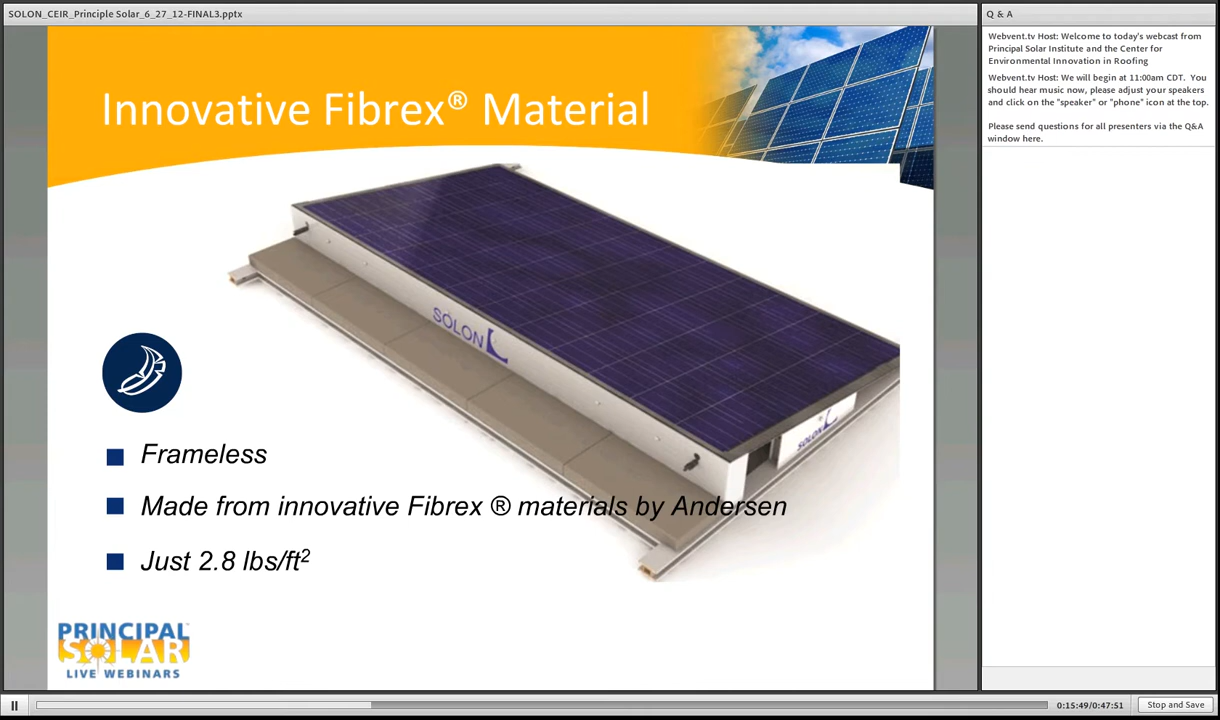 SOLON_CEIR_Principle Solar_6_27_12-FINAL3.pptx
Innovative Fibrex® Material
SOLON
SOLON
Frameless
Made from innovative Fibrex ® materials by Andersen
Just 2.8 lbs/ft²
PRINCIPAL
SOLAR
LIVE WEBINARS
Q & A
Webvent.tv Host: Welcome to today's webcast from
Principal Solar Institute and the Center for
Environmental Innovation in Roofing
Webvent.tv Host: We will begin at 11:00am CDT. You
should hear music now, please adjust your speakers
and click on the "speaker" or "phone" icon at the top.
Please send questions for all presenters via the Q&A
window here.
0:15:49/0:47:51
Stop and Save